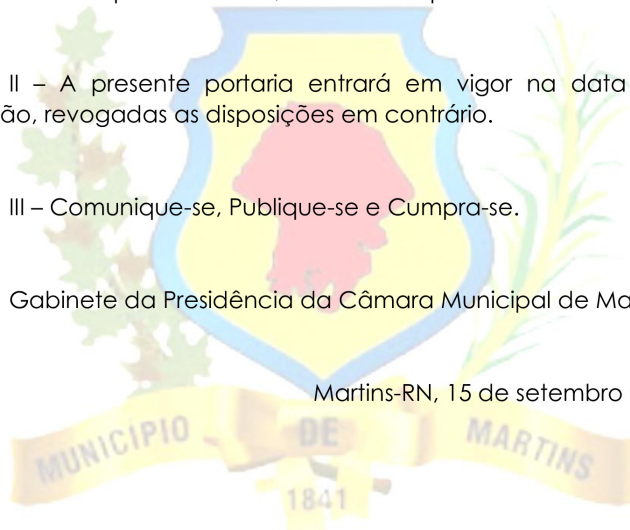 II – A presente portaria entrará em vigor na data
ão, revogadas as disposições em contrário.
III – Comunique-se, Publique-se e Cumpra-se.
Gabinete da Presidência da Câmara Municipal de Ma
Martins-RN, 15 de setembro
MUNICIPIO DE MARTINS
1841